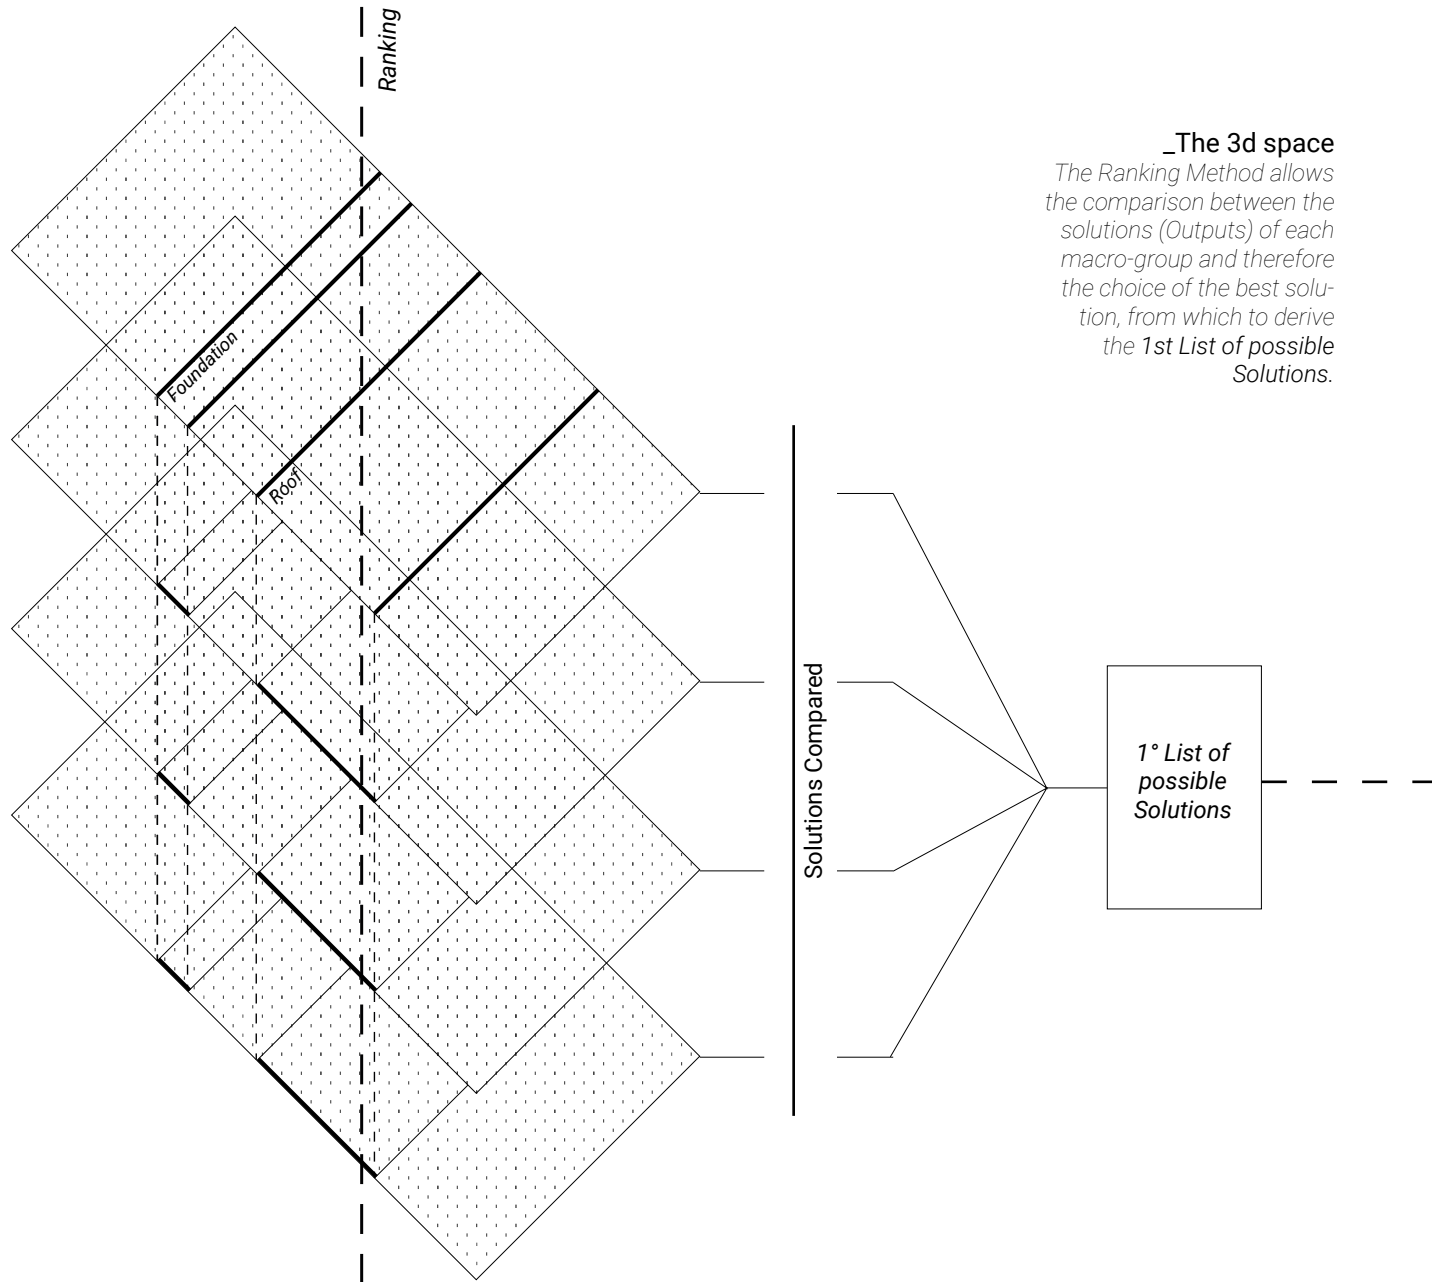 Ranking
_The 3d space
The Ranking Method allows
the comparison between the
solutions (Outputs) of each
macro-group and therefore
the choice of the best solu-
tion, from which to derive
the 1st List of possible
Solutions.
Foundation
Roof
Solutions Compared
1° List of
possible
Solutions